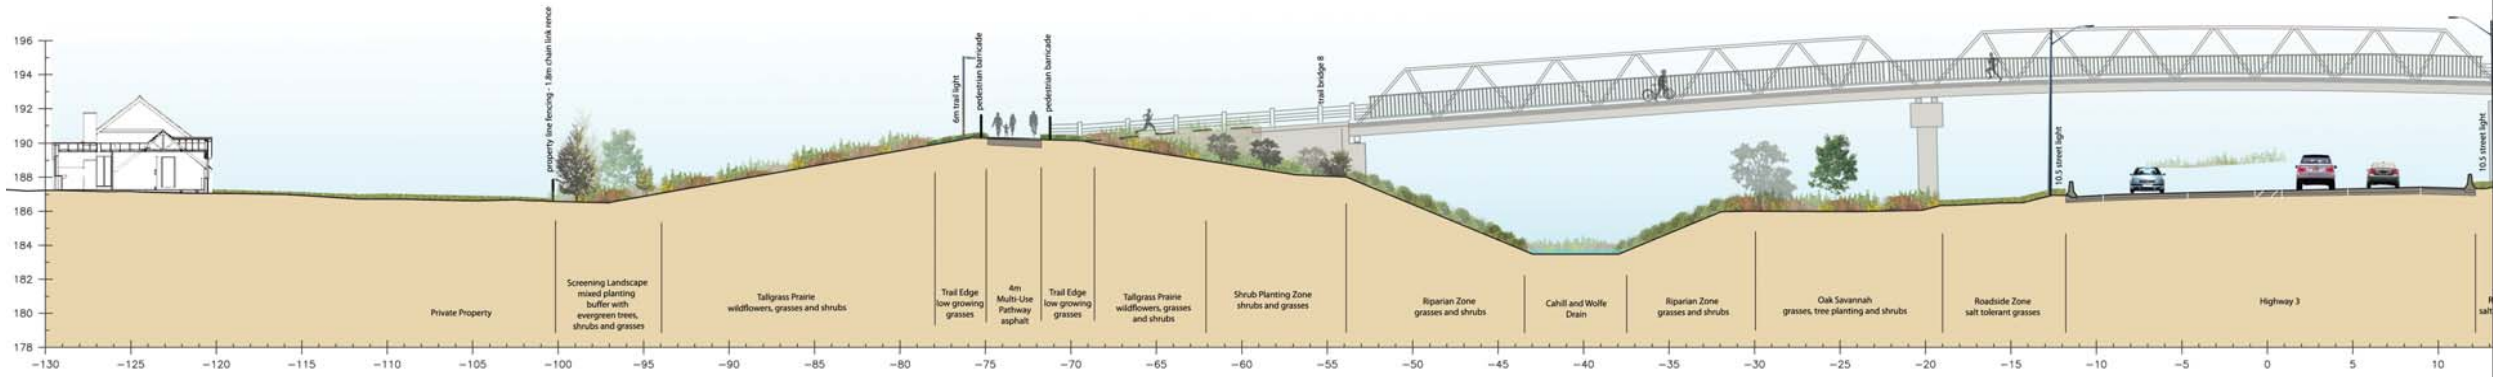 196
194
192
190
188
186
184
182
180
178
property line fencing - 1.8m chain link rence
6m trail light
pedestrian barricade
pedestrian barricade
trail bridge 8
10.5 street light
10.5 street light
Private Property
Screening Landscape
mixed planting
buffer with
evergreen trees,
shrubs and grasses
Tallgrass Prairie
wildflowers, grasses and shrubs
Trail Edge
low growing
grasses
4m
Multi-Use
Pathway
asphalt
Trail Edge
low growing
grasses
Tallgrass Prairie
wildflowers, grasses
and shrubs
Shrub Planting Zone
shrubs and grasses
Riparian Zone
grasses and shrubs
Cahill and Wolfe
Drain
Riparian Zone
grasses and shrubs
Oak Savannah
grasses, tree planting and shrubs
Roadside Zone
salt tolerant grasses
Highway 3
R
salt
-130 -125 -120 -115 -110 -105 -100 -95 -90 -85 -80 -75 -70 -65 -60 -55 -50 -45 -40 -35 -30 -25 -20 -15 -10 -5 0 5 10